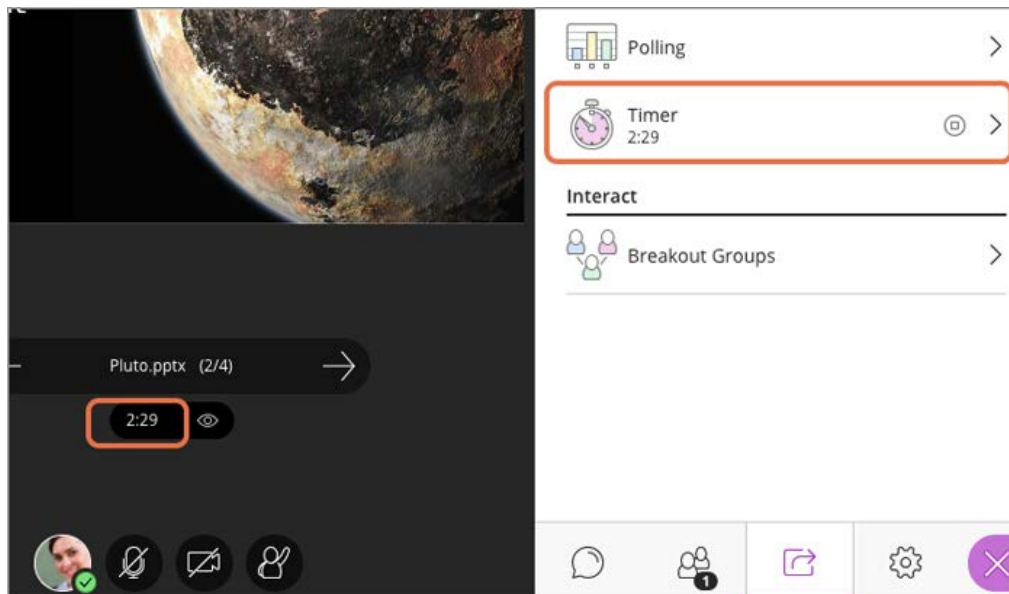 Polling
Timer
2:29
Interact
Breakout Groups
Pluto.pptx (2/4)
2:29
1